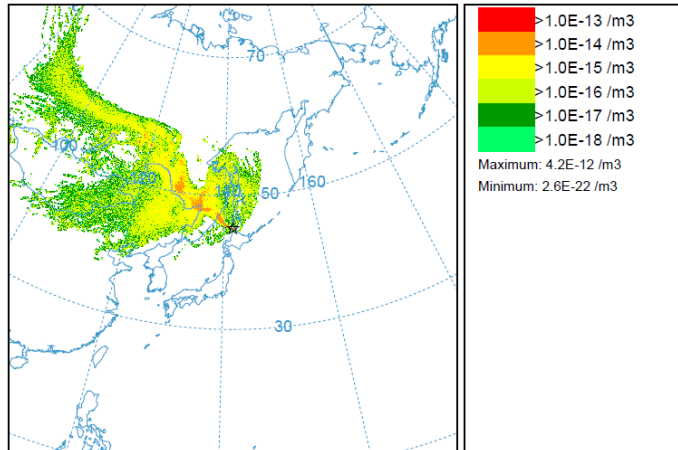 70
100
120
140
50
160
30
>1.0E-13 /m3
>1.0E-14 /m3
>1.0E-15 /m3
>1.0E-16 /m3
>1.0E-17 /m3
>1.0E-18 /m3
Maximum: 4.2E-12 /m3
Minimum: 2.6E-22 /m3